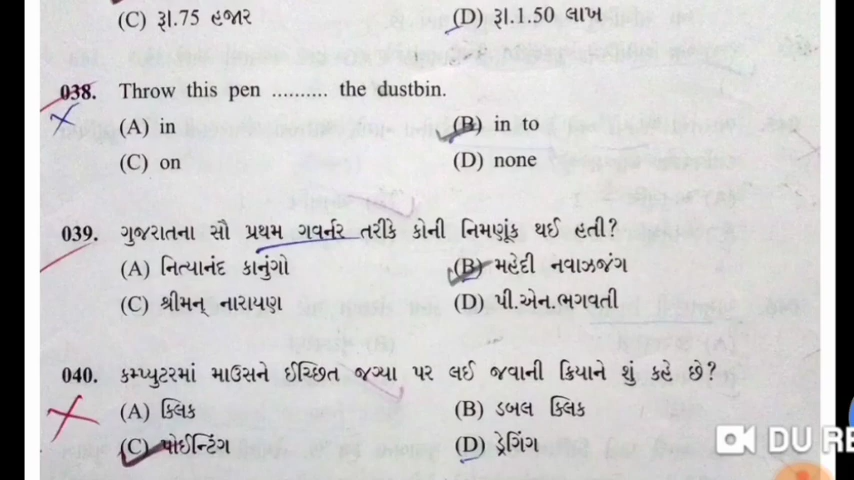 (C) રૂા.75 હજાર (D) રૂા.1.50 લાખ
038. Throw this pen .......... the dustbin.
(A) in (B) in to
(C) on (D) none
039. ગુજરાતના સૌ પ્રથમ ગવર્નર તરીકે કોની નિમણૂંક થઈ હતી?
(A) નિત્યાનંદ કાનુંગો (B) મહેદી નવાઝજંગ
(C) શ્રીમન્ નારાયણ (D) પી.એન.ભગવતી
040. કમ્પ્યુટરમાં માઉસને ઈચ્છિત જગ્યા પર લઈ જવાની ક્રિયાને શું કહે છે?
(A) ક્લિક (B) ડબલ ક્લિક
(C) પોઈન્ટિંગ (D) ડ્રેગિંગ
DU RE